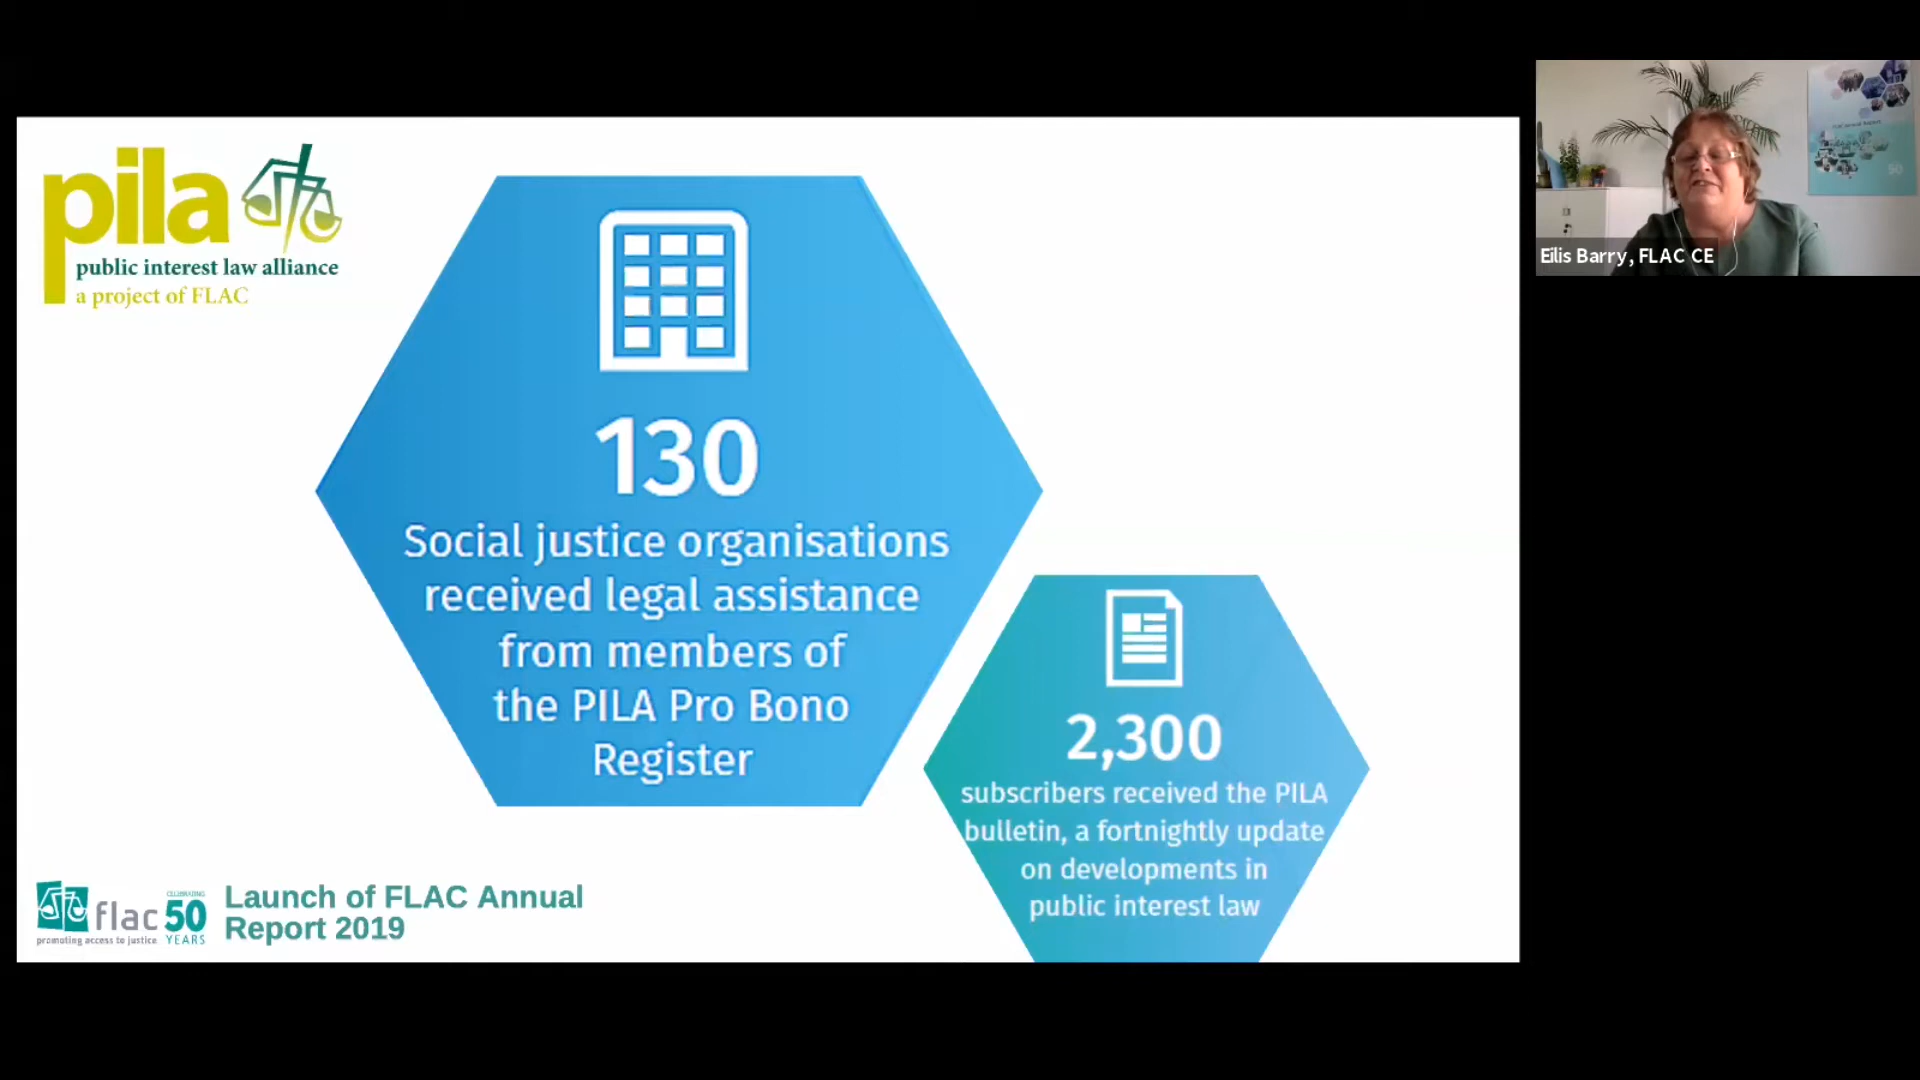 pila
public interest law alliance
a project of FLAC
130
Social justice organisations
received legal assistance
from members of
the PILA Pro Bono
Register
2,300
subscribers received the PILA
bulletin, a fortnightly update
on developments in
public interest law
flac
promoting access to justice
CELEBRATING
50
YEARS
Launch of FLAC Annual
Report 2019
Eilis Barry, FLAC CE
50